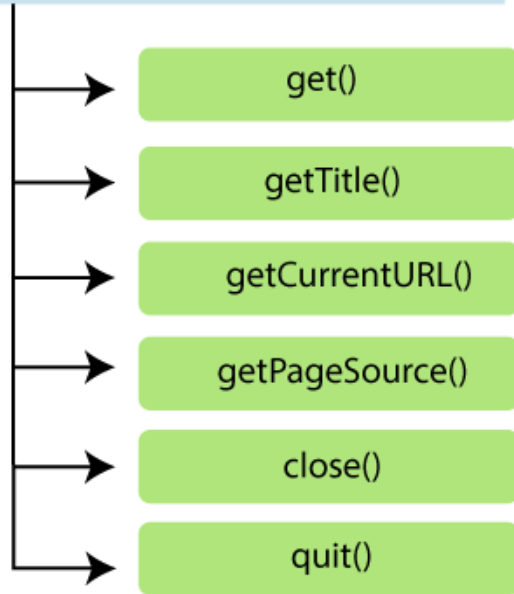 get()
getTitle()
getCurrentURL()
getPageSource()
close()
quit()